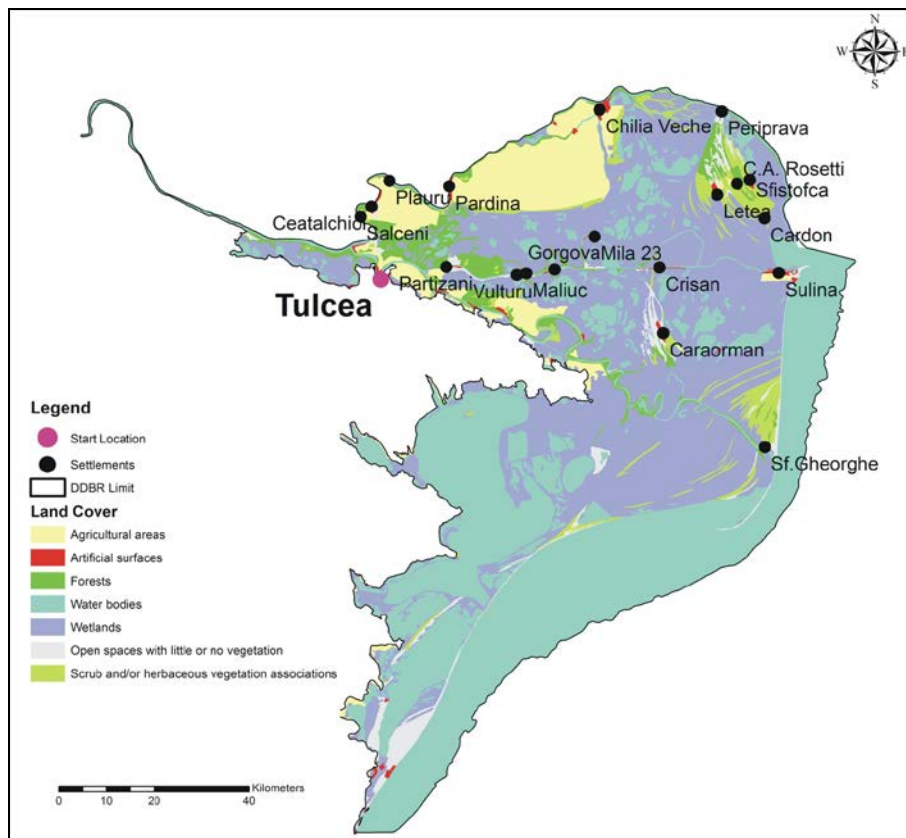 N
W E
S
Chilia Veche
Periprava
C.A. Rosetti
Sfistofca
Plauru
Pardina
Letea
Ceatalchioi
Salceni
Cardon
Gorgova
Mila 23
Partizani
Vulturu
Maliuc
Crisan
Sulina
Tulcea
Caraorman
Sf.Gheorghe
Legend
Start Location
Settlements
DDBR Limit
Land Cover
Agricultural areas
Artificial surfaces
Forests
Water bodies
Wetlands
Open spaces with little or no vegetation
Scrub and/or herbaceous vegetation associations
Kilometers
0 5 10 20 40